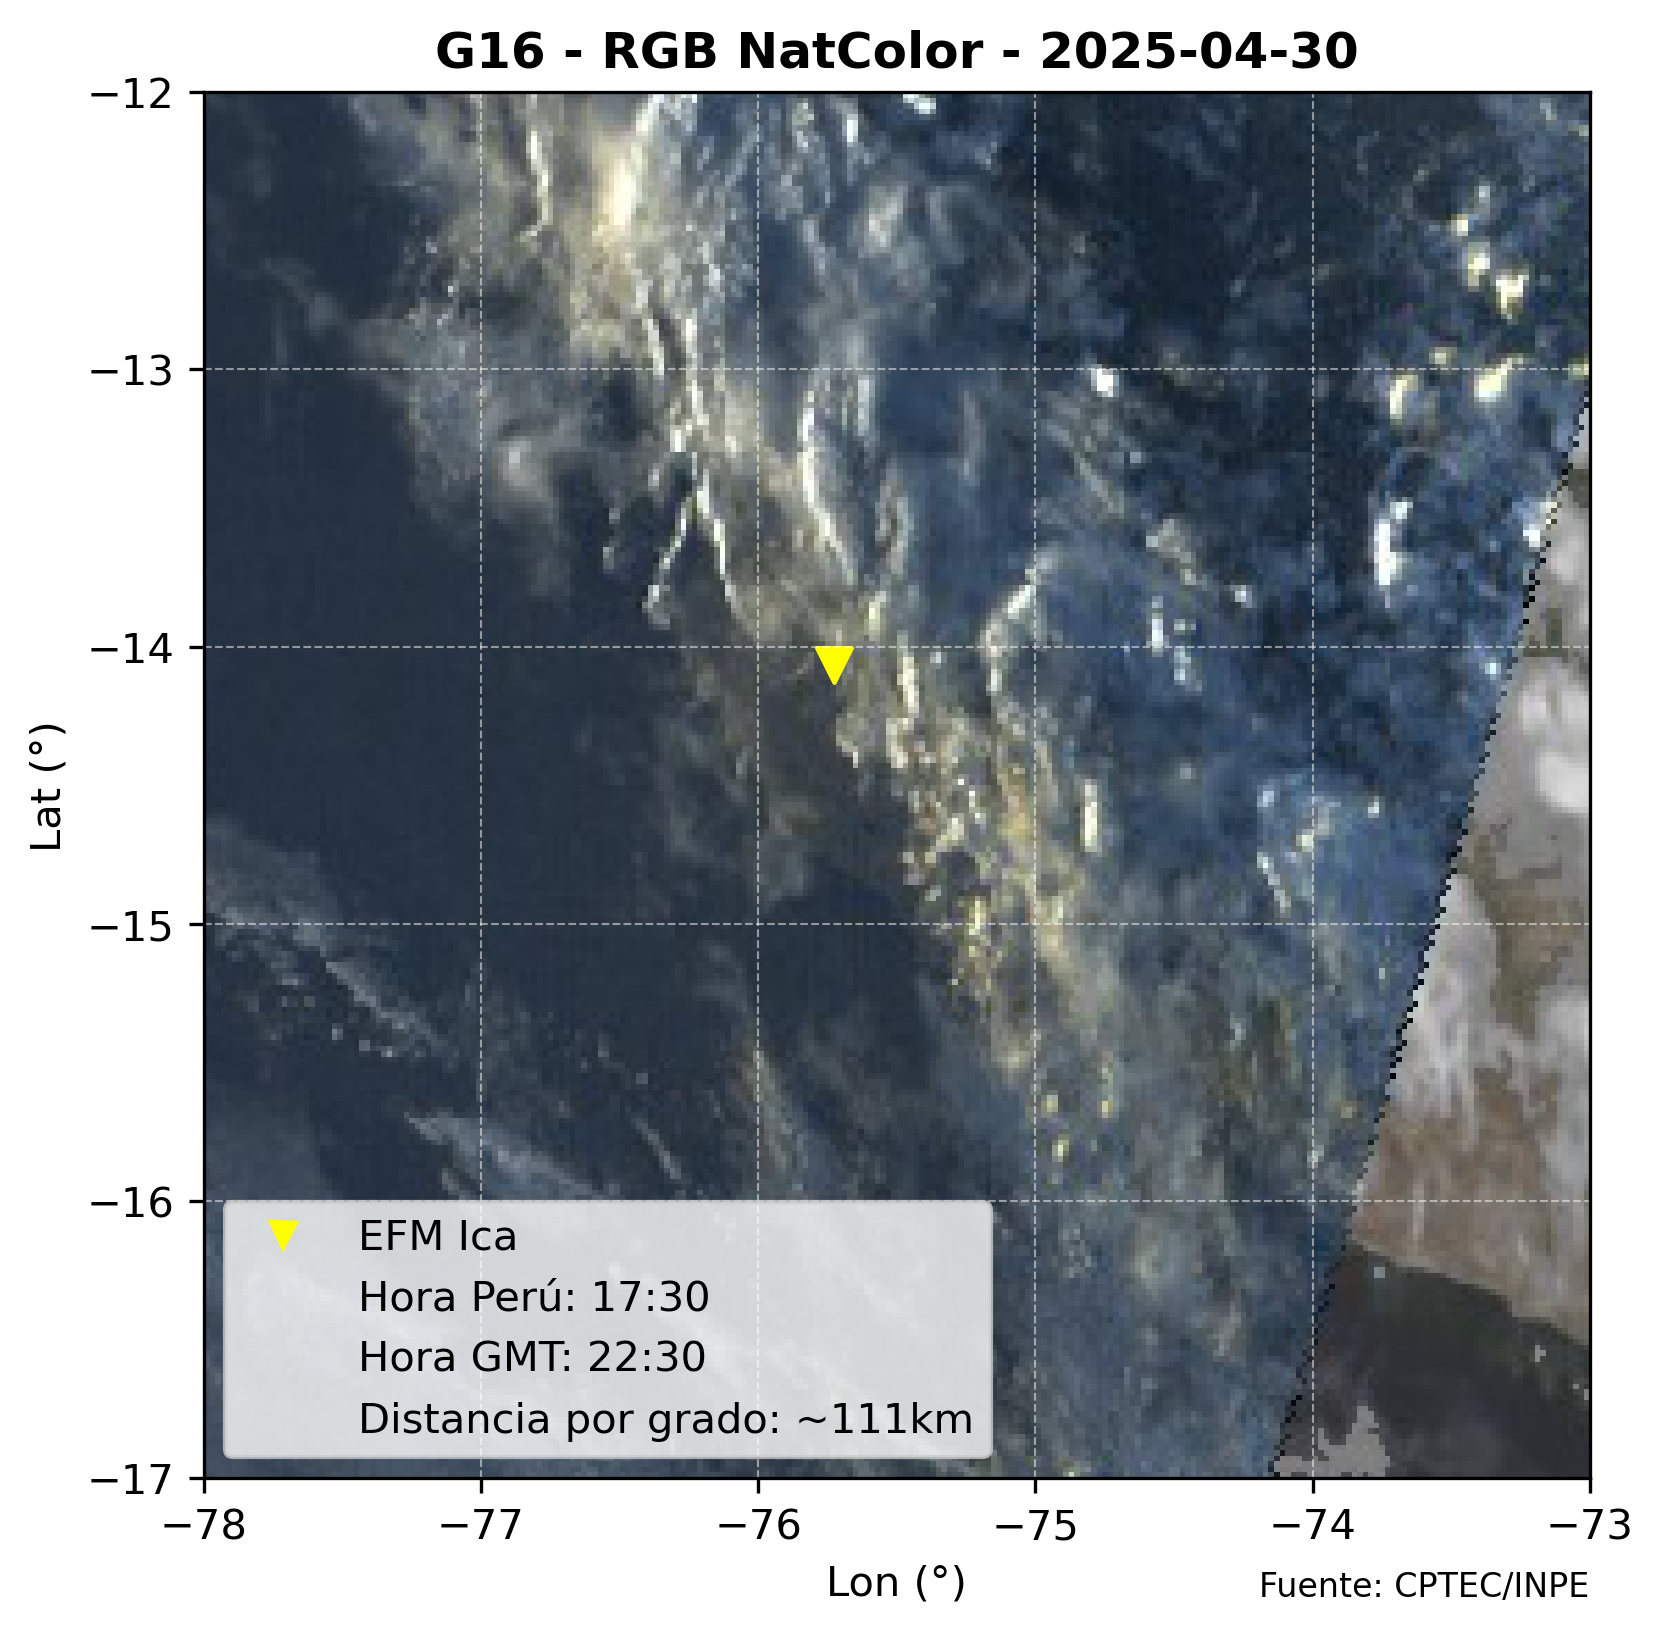 G16 - RGB NatColor - 2025-04-30
−12
−13
−14
−15
−16
−17
Lat (°)
EFM Ica
Hora Perú: 17:30
Hora GMT: 22:30
Distancia por grado: ~111km
−78 −77 −76 −75 −74 −73
Lon (°)
Fuente: CPTEC/INPE